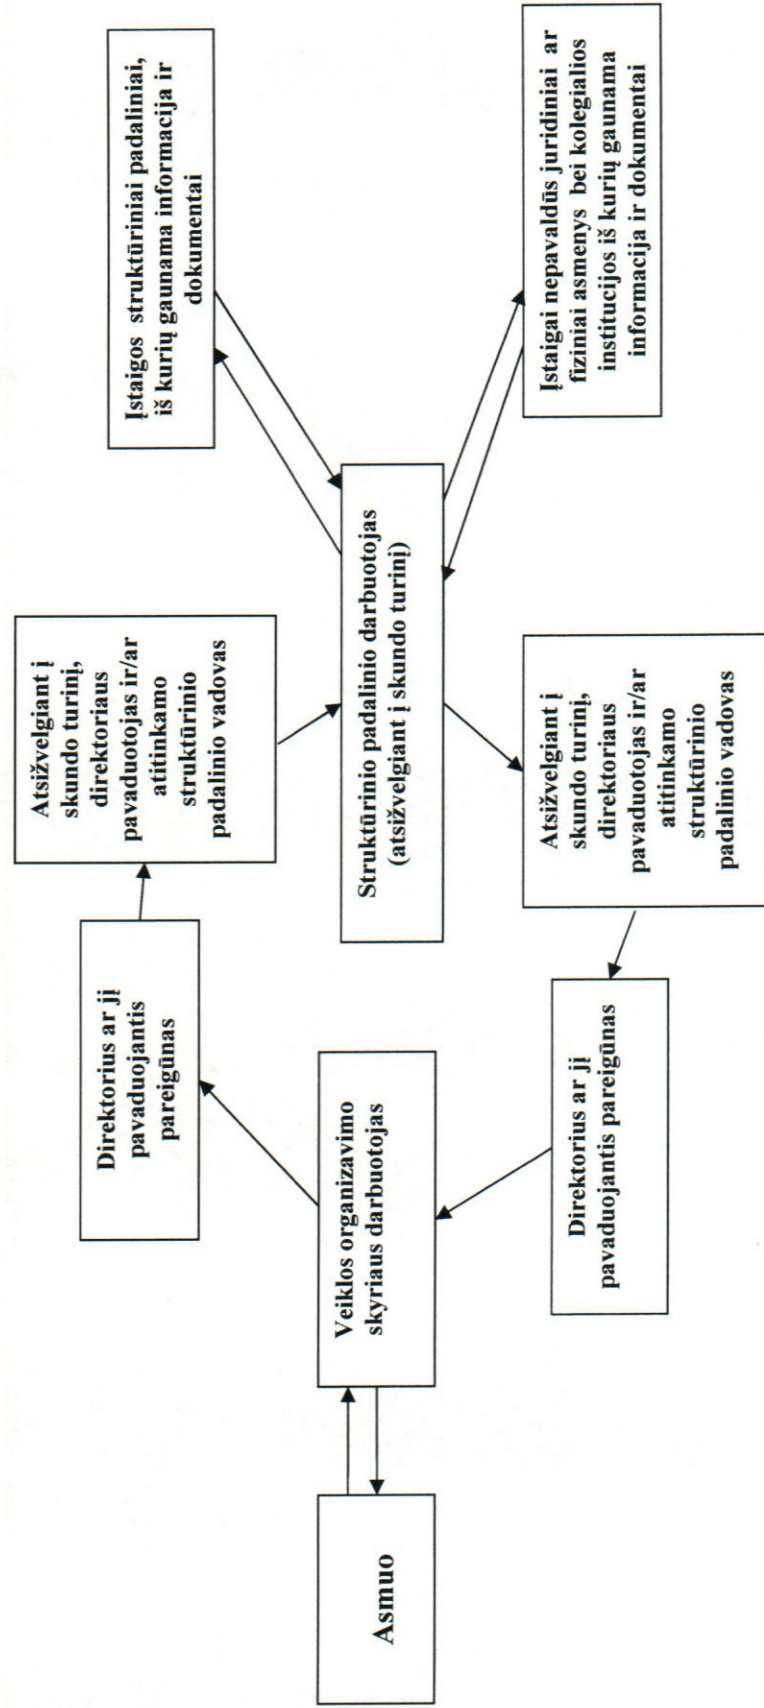 Asmuo
Veiklos organizavimo
skyriaus darbuotojas
Direktorius ar jį
pavaduojantis
pareigūnas
Atsižvelgiant į
skundo turinį,
direktoriaus
pavaduotojas ir/ar
atitinkamo
struktūrinio
padalinio vadovas
Struktūrinio padalinio darbuotojas
(atsižvelgiant į skundo turinį)
Įstaigos struktūriniai padaliniai,
iš kurių gaunama informacija ir
dokumentai
Įstaigai nepavaldūs juridiniai ar
fiziniai asmenys bei kolegialios
institucijos iš kurių gaunama
informacija ir dokumentai
Atsižvelgiant į
skundo turinį,
direktoriaus
pavaduotojas ir/ar
atitinkamo
struktūrinio
padalinio vadovas
Direktorius ar jį
pavaduojantis pareigūnas